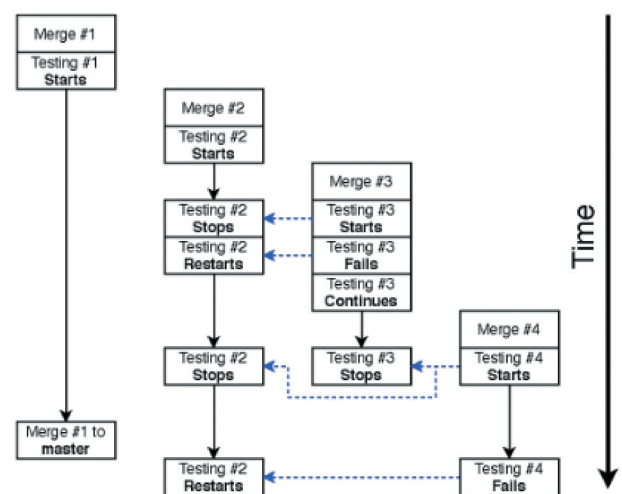 Merge #1
Testing #1
Starts
Merge #2
Testing #2
Starts
Merge #3
Testing #2
Stops
Testing #3
Starts
Testing #2
Restarts
Testing #3
Fails
Testing #3
Continues
Merge #4
Testing #2
Stops
Testing #3
Stops
Testing #4
Starts
Merge #1 to
master
Testing #2
Restarts
Testing #4
Fails
Time